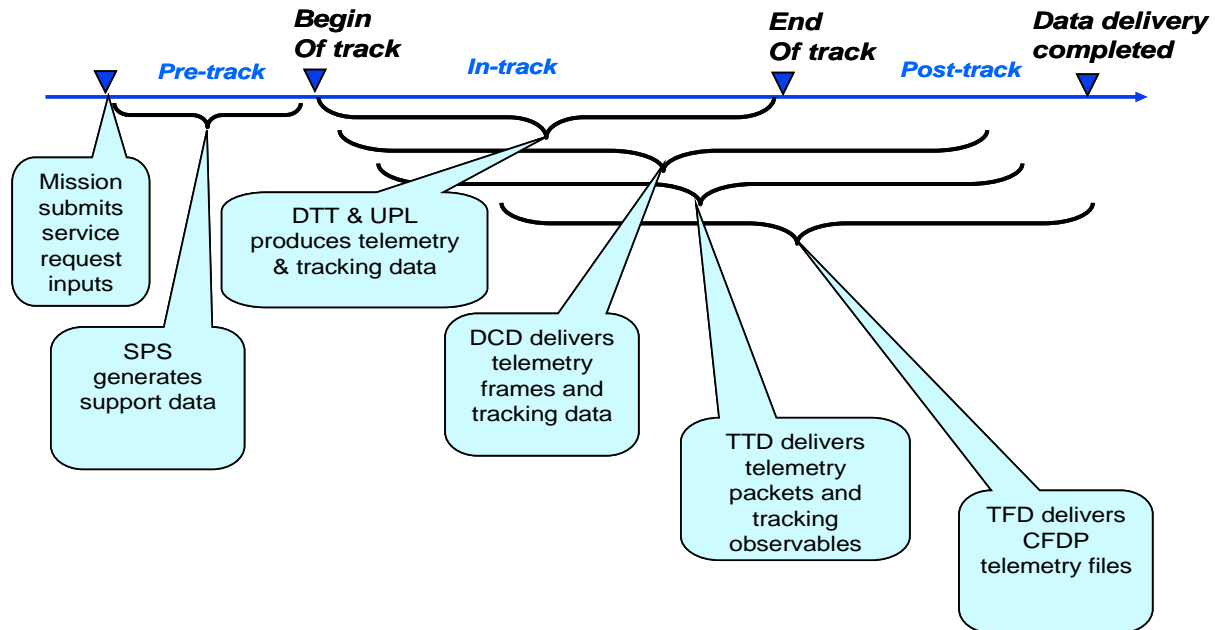 Begin
Of track
End
Of track
Data delivery
completed
Pre-track
In-track
Post-track
Mission
submits
service
request
inputs
DTT & UPL
produces telemetry
& tracking data
SPS
generates
support data
DCD delivers
telemetry
frames and
tracking data
TTD delivers
telemetry
packets and
tracking
observables
TFD delivers
CFDP
telemetry files